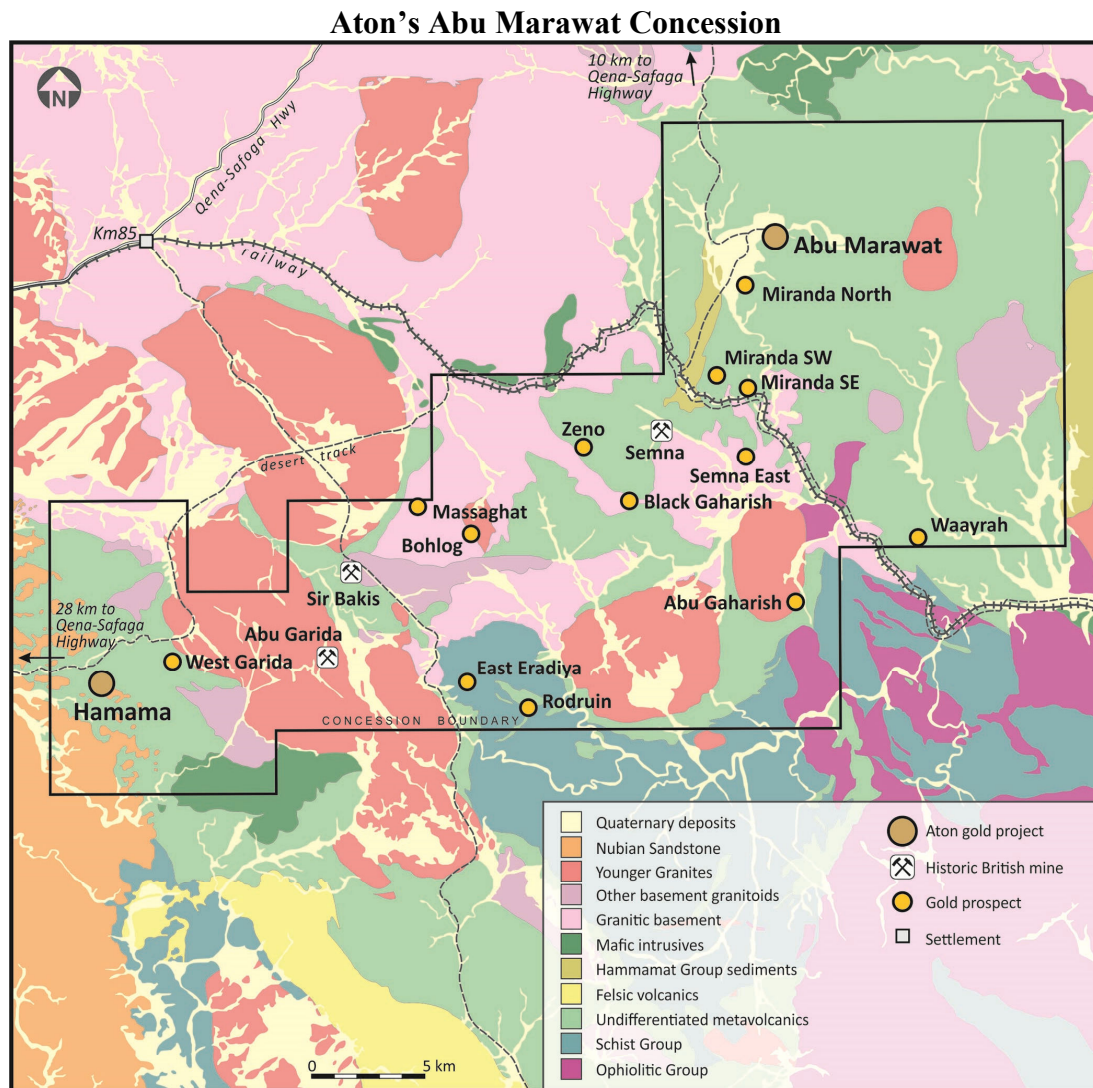 Aton's Abu Marawat Concession
N
10 km to
Qena-Safaga
Highway
Qena-Safoga Hwy
Km85
railway
Abu Marawat
Miranda North
Miranda SW
Miranda SE
Zeno
Semna
Semna East
desert track
Massaghat
Black Gaharish
Bohlog
Waayrah
Sir Bakis
Abu Gaharish
28 km to
Qena-Safaga
Highway
Abu Garida
West Garida
East Eradiya
Hamama
Rodruin
CONCESSION BOUNDARY
Quaternary deposits
Nubian Sandstone
Younger Granites
Other basement granitoids
Granitic basement
Mafic intrusives
Hammamat Group sediments
Felsic volcanics
Undifferentiated metavolcanics
Schist Group
Ophiolitic Group
Aton gold project
Historic British mine
Gold prospect
Settlement
0 5 km